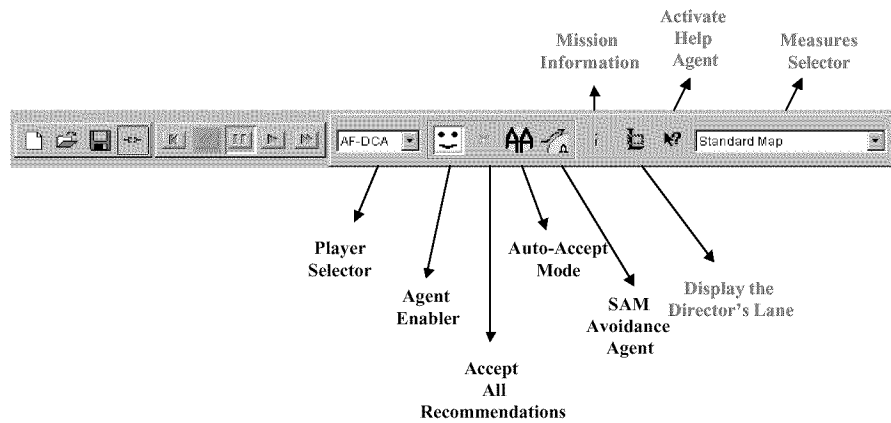 Mission
Information
Activate
Help
Agent
Measures
Selector
AF-DCA
AA
A
i
?
Standard Map
Player
Selector
Agent
Enabler
Accept
All
Recommendations
Auto-Accept
Mode
SAM
Avoidance
Agent
Display the
Director's Lane